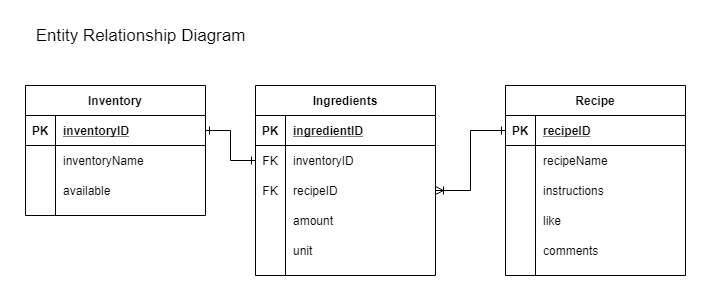 Entity Relationship Diagram
Inventory
PK inventoryID
inventoryName
available
Ingredients
PK ingredientID
FK inventoryID
FK recipeID
amount
unit
Recipe
PK recipeID
recipeName
instructions
like
comments